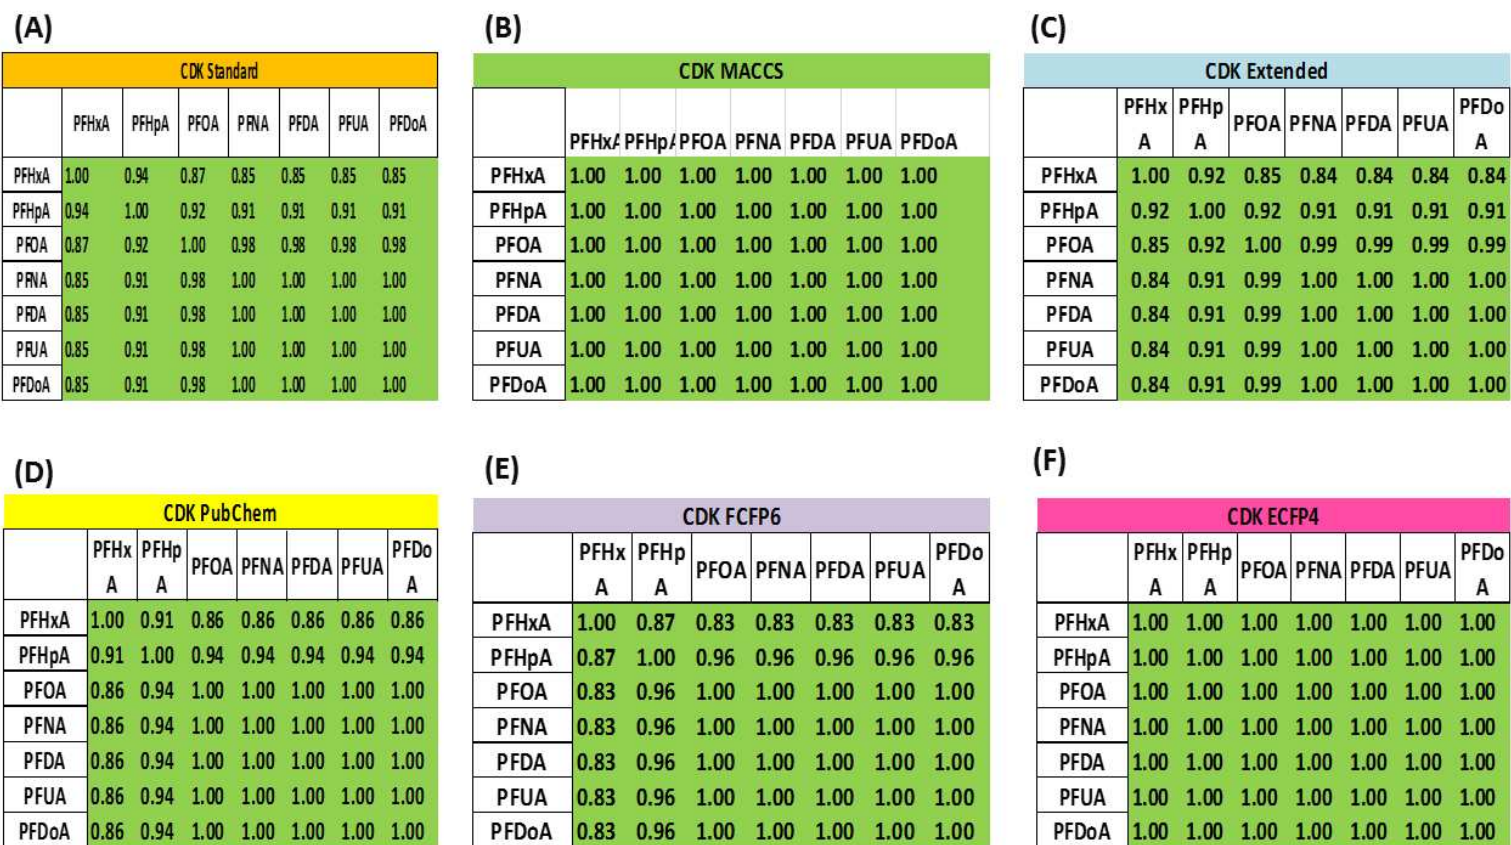 (A)
CDK Standard
PFHxA PFHpA PFOA PFNA PFDA PFUA PFDoA
PFHxA 1.00 0.94 0.87 0.85 0.85 0.85 0.85
PFHpA 0.94 1.00 0.92 0.91 0.91 0.91 0.91
PFOA 0.87 0.92 1.00 0.98 0.98 0.98 0.98
PFNA 0.85 0.91 0.98 1.00 1.00 1.00 1.00
PFDA 0.85 0.91 0.98 1.00 1.00 1.00 1.00
PFUA 0.85 0.91 0.98 1.00 1.00 1.00 1.00
PFDoA 0.85 0.91 0.98 1.00 1.00 1.00 1.00
(B)
CDK MACCS
PFHxA PFHpA PFOA PFNA PFDA PFUA PFDoA
PFHxA 1.00 1.00 1.00 1.00 1.00 1.00 1.00
PFHpA 1.00 1.00 1.00 1.00 1.00 1.00 1.00
PFOA 1.00 1.00 1.00 1.00 1.00 1.00 1.00
PFNA 1.00 1.00 1.00 1.00 1.00 1.00 1.00
PFDA 1.00 1.00 1.00 1.00 1.00 1.00 1.00
PFUA 1.00 1.00 1.00 1.00 1.00 1.00 1.00
PFDoA 1.00 1.00 1.00 1.00 1.00 1.00 1.00
(C)
CDK Extended
PFHx PFHp PFOA PFNA PFDA PFUA PFDo
A A A
PFHxA 1.00 0.92 0.85 0.84 0.84 0.84 0.84
PFHpA 0.92 1.00 0.92 0.91 0.91 0.91 0.91
PFOA 0.85 0.92 1.00 0.99 0.99 0.99 0.99
PFNA 0.84 0.91 0.99 1.00 1.00 1.00 1.00
PFDA 0.84 0.91 0.99 1.00 1.00 1.00 1.00
PFUA 0.84 0.91 0.99 1.00 1.00 1.00 1.00
PFDoA 0.84 0.91 0.99 1.00 1.00 1.00 1.00
(D)
CDK PubChem
PFHx PFHp PFOA PFNA PFDA PFUA PFDo
A A A
PFHxA 1.00 0.91 0.86 0.86 0.86 0.86 0.86
PFHpA 0.91 1.00 0.94 0.94 0.94 0.94 0.94
PFOA 0.86 0.94 1.00 1.00 1.00 1.00 1.00
PFNA 0.86 0.94 1.00 1.00 1.00 1.00 1.00
PFDA 0.86 0.94 1.00 1.00 1.00 1.00 1.00
PFUA 0.86 0.94 1.00 1.00 1.00 1.00 1.00
PFDoA 0.86 0.94 1.00 1.00 1.00 1.00 1.00
(E)
CDK FCFP6
PFHx PFHp PFOA PFNA PFDA PFUA PFDo
A A A
PFHxA 1.00 0.87 0.83 0.83 0.83 0.83 0.83
PFHpA 0.87 1.00 0.96 0.96 0.96 0.96 0.96
PFOA 0.83 0.96 1.00 1.00 1.00 1.00 1.00
PFNA 0.83 0.96 1.00 1.00 1.00 1.00 1.00
PFDA 0.83 0.96 1.00 1.00 1.00 1.00 1.00
PFUA 0.83 0.96 1.00 1.00 1.00 1.00 1.00
PFDoA 0.83 0.96 1.00 1.00 1.00 1.00 1.00
(F)
CDK ECFP4
PFHx PFHp PFOA PFNA PFDA PFUA PFDo
A A A
PFHxA 1.00 1.00 1.00 1.00 1.00 1.00 1.00
PFHpA 1.00 1.00 1.00 1.00 1.00 1.00 1.00
PFOA 1.00 1.00 1.00 1.00 1.00 1.00 1.00
PFNA 1.00 1.00 1.00 1.00 1.00 1.00 1.00
PFDA 1.00 1.00 1.00 1.00 1.00 1.00 1.00
PFUA 1.00 1.00 1.00 1.00 1.00 1.00 1.00
PFDoA 1.00 1.00 1.00 1.00 1.00 1.00 1.00